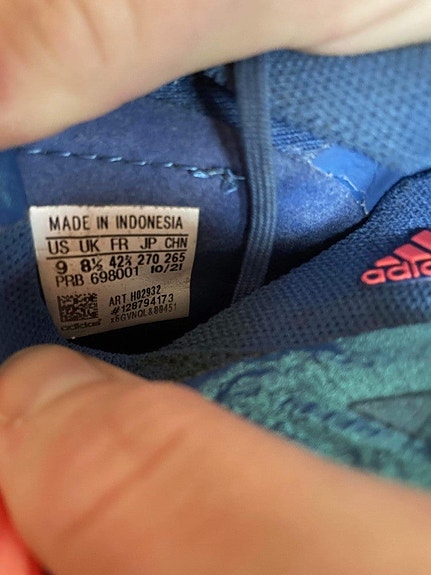 MADE IN INDONESIA
US UK FR JP CHN
9 8½ 42⅔ 270 265
PRB 698001 10/21
ART H02932
#128794173
adidas
adidas